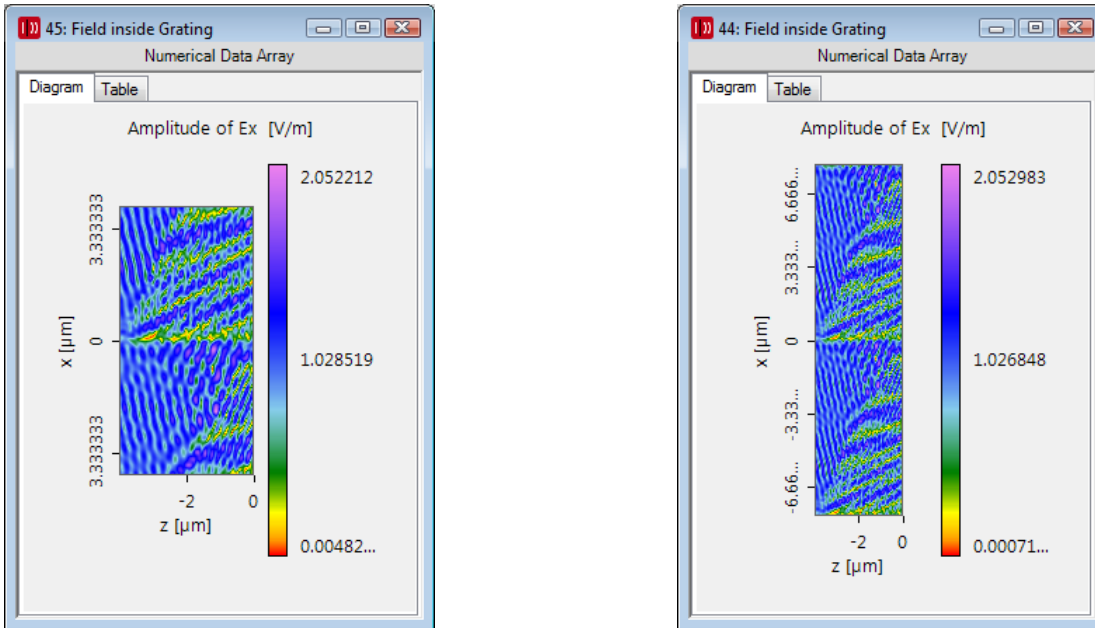 45: Field inside Grating
Numerical Data Array
Diagram
Table
Amplitude of Ex [V/m]
3.33333
0
3.33333
x [µm]
-2
0
z [µm]
2.052212
1.028519
0.00482...
44: Field inside Grating
Numerical Data Array
Diagram
Table
Amplitude of Ex [V/m]
6.666...
3.333...
0
-3.33...
-6.66...
x [µm]
-2
0
z [µm]
2.052983
1.026848
0.00071...